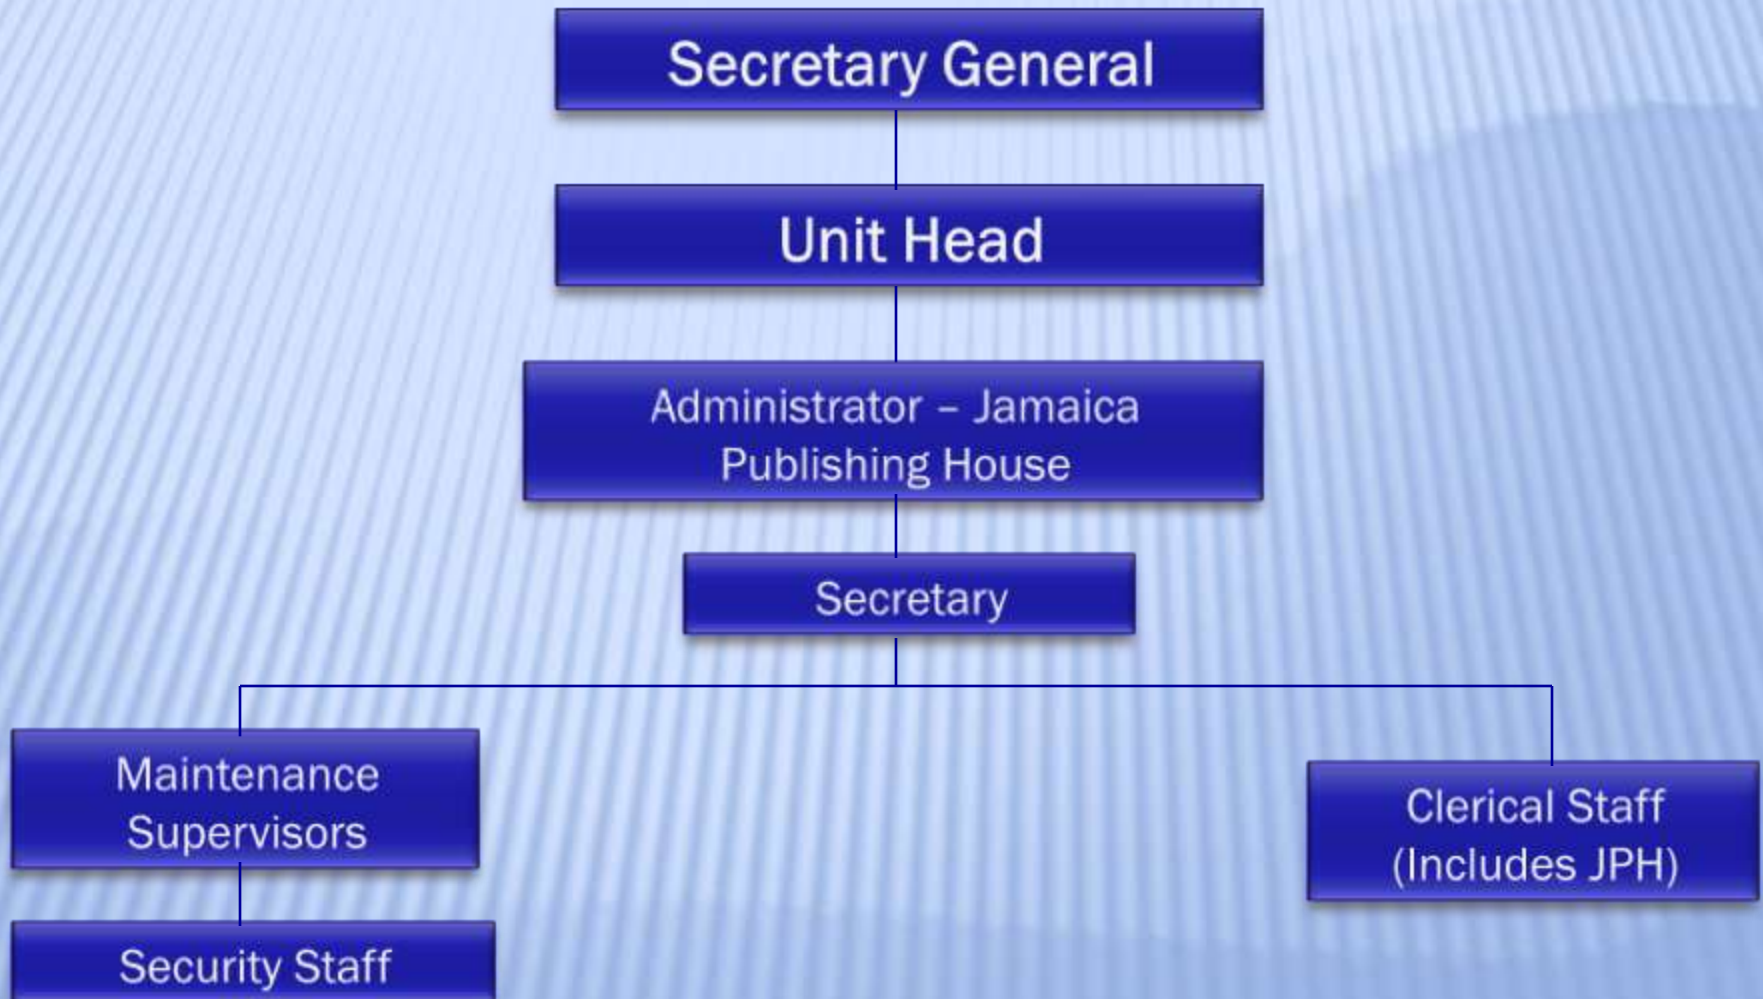 Secretary General
Unit Head
Administrator – Jamaica
Publishing House
Secretary
Maintenance
Supervisors
Clerical Staff
(Includes JPH)
Security Staff